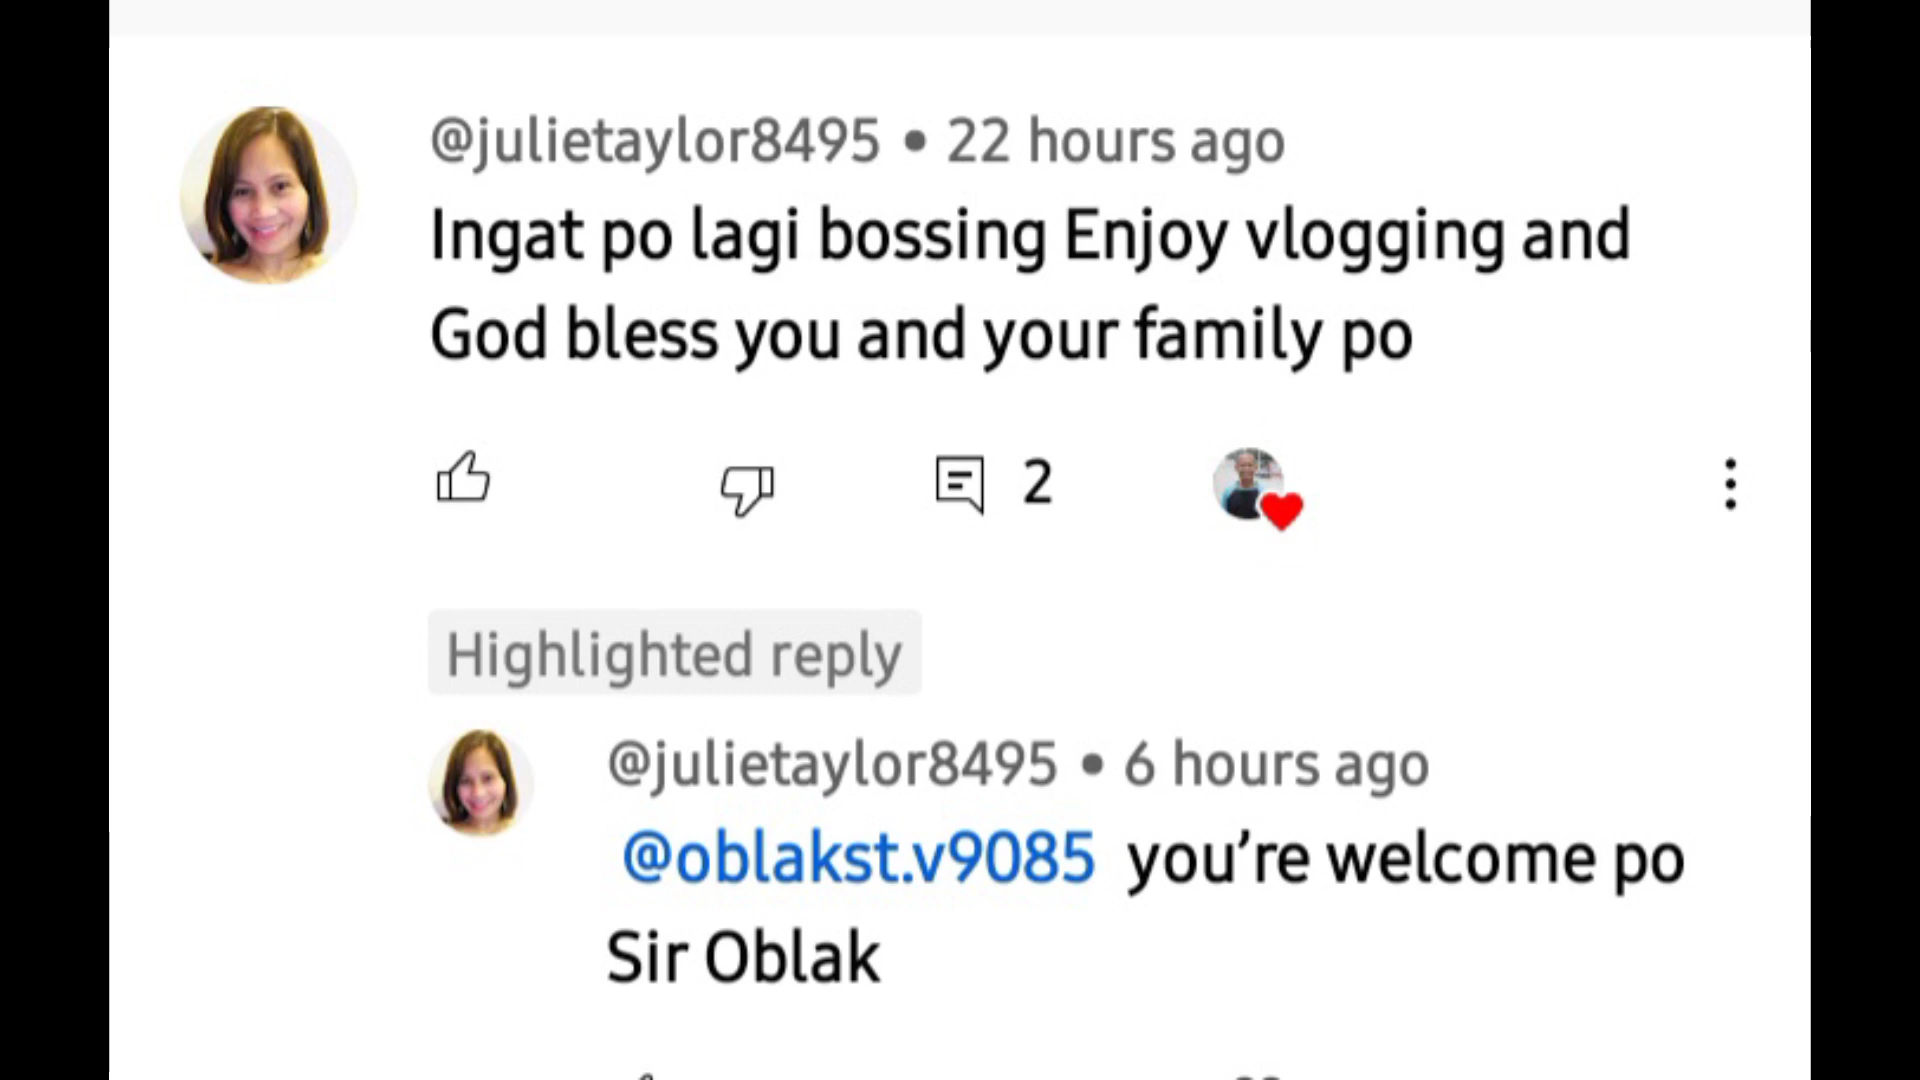 @julietaylor8495 • 22 hours ago
Ingat po lagi bossing Enjoy vlogging and
God bless you and your family po
2
Highlighted reply
@julietaylor8495 • 6 hours ago
@oblakst.v9085 you’re welcome po
Sir Oblak